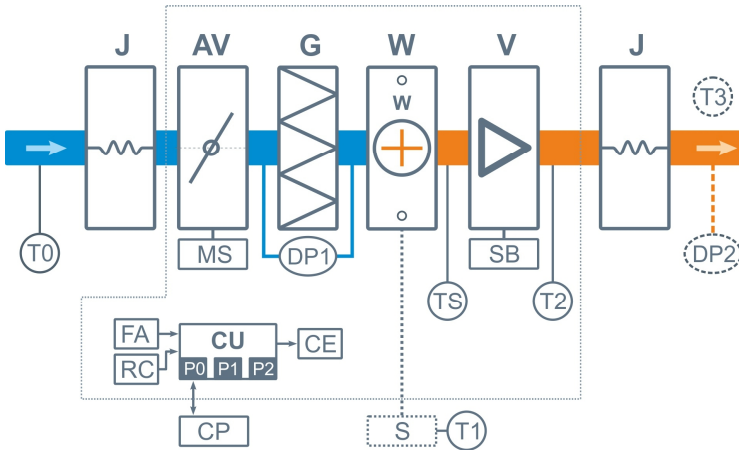 J AV G W V J
T3
W
T0 MS DP1 SB DP2
TS T2
FA CU CE
RC P0 P1 P2
CP S T1